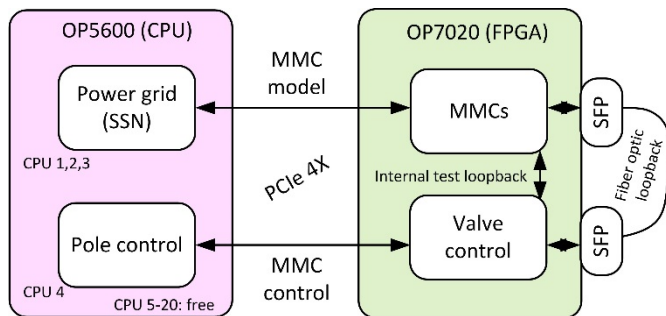 OP5600 (CPU)
Power grid
(SSN)
CPU 1,2,3
Pole control
CPU 4
CPU 5-20: free
MMC
model
PCIe 4X
MMC
control
OP7020 (FPGA)
MMCs
Internal test loopback
Valve
control
SFP
SFP
Fiber optic
loopback